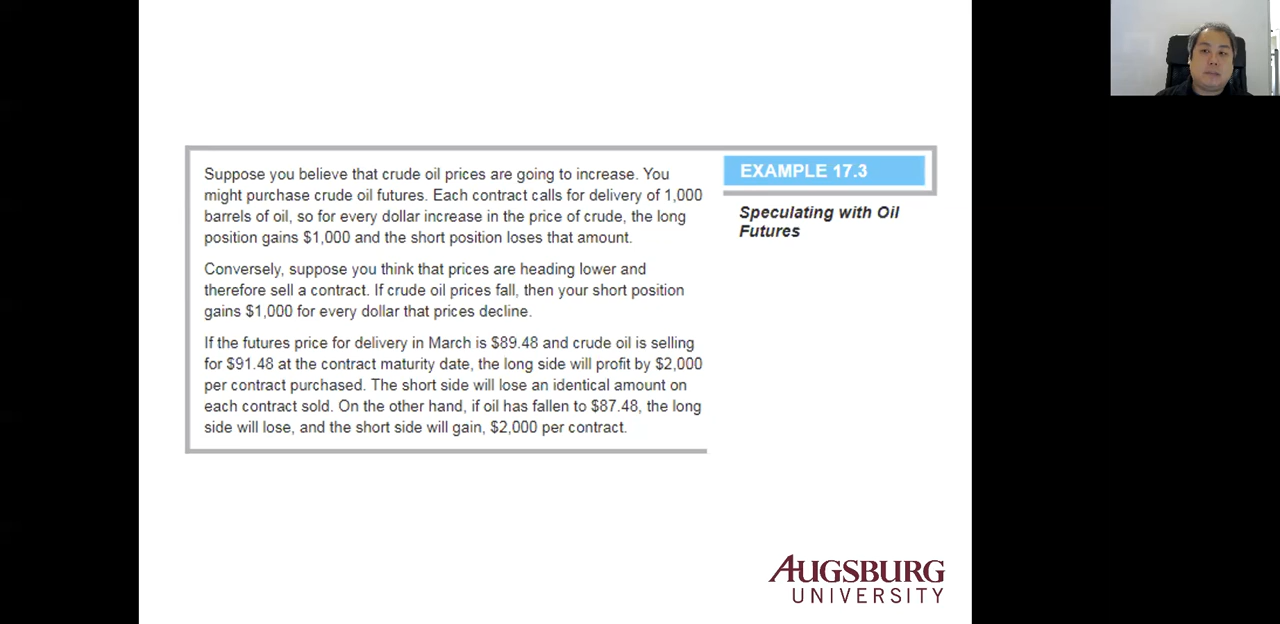 Suppose you believe that crude oil prices are going to increase. You
might purchase crude oil futures. Each contract calls for delivery of 1,000
barrels of oil, so for every dollar increase in the price of crude, the long
position gains $1,000 and the short position loses that amount.
Conversely, suppose you think that prices are heading lower and
therefore sell a contract. If crude oil prices fall, then your short position
gains $1,000 for every dollar that prices decline.
If the futures price for delivery in March is $89.48 and crude oil is selling
for $91.48 at the contract maturity date, the long side will profit by $2,000
per contract purchased. The short side will lose an identical amount on
each contract sold. On the other hand, if oil has fallen to $87.48, the long
side will lose, and the short side will gain, $2,000 per contract.
EXAMPLE 17.3
Speculating with Oil
Futures
AUGSBURG
UNIVERSITY